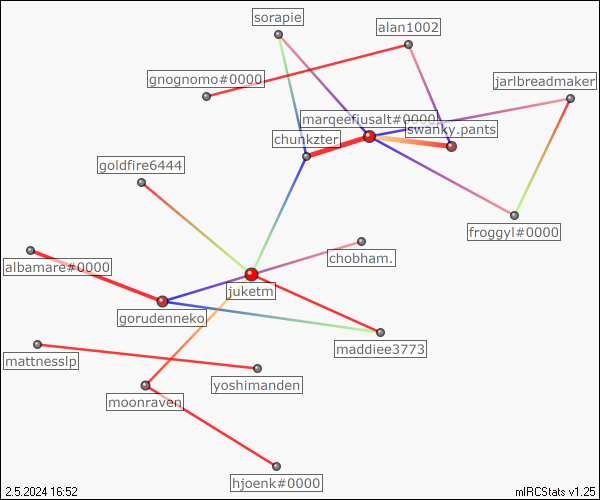 sorapie
alan1002
gnognomo#0000
jarlbreadmaker
marqeefiusalt#0000
swanky.pants
chunkzter
goldfire6444
froggyl#0000
chobham.
albamare#0000
juketm
gorudenneko
maddiee3773
mattnesslp
yoshimanden
moonraven
hjoenk#0000
2.5.2024 16:52
mIRCStats v1.25